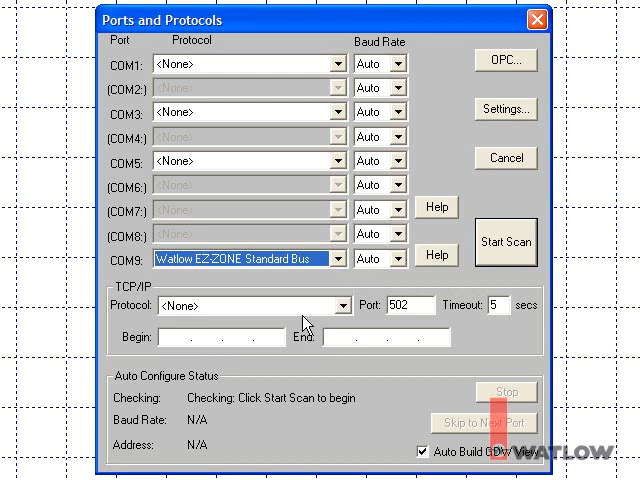 Ports and Protocols
Port Protocol Baud Rate
COM1: <None> Auto OPC...
(COM2:) <None> Auto
COM3: <None> Auto Settings...
(COM4:) <None> Auto
COM5: <None> Auto Cancel
(COM6:) <None> Auto
(COM7:) <None> Auto Help
(COM8:) <None> Auto Start Scan
COM9: Watlow EZ-ZONE Standard Bus Auto Help
TCP/IP
Protocol: <None> Port: 502 Timeout: 5 secs
Begin: . . . End: . . .
Auto Configure Status
Checking: Checking: Click Start Scan to begin Stop
Baud Rate: N/A Skip to Next Port
Address: N/A
Auto Build GDW View
WATLOW